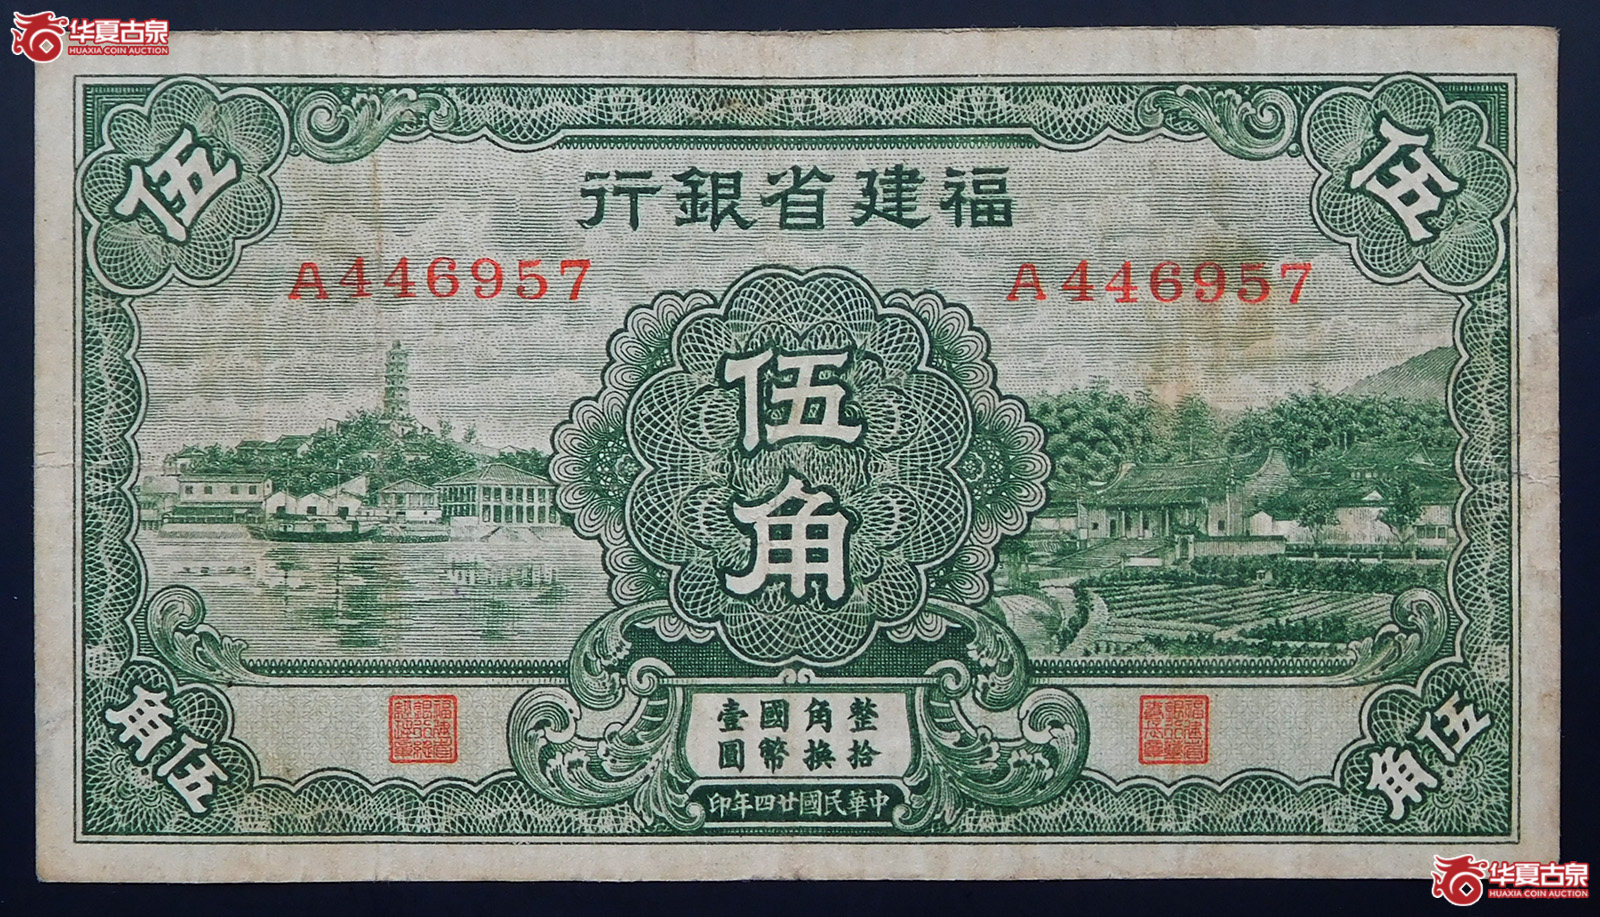 华夏古泉
HUAXIA COIN AUCTION
伍
伍
福建省銀行
A446957
A446957
伍角
整拾
角換
國幣
壹圓
中華民國廿四年印
伍角
伍角
华夏古泉
HUAXIA COIN AUCTION